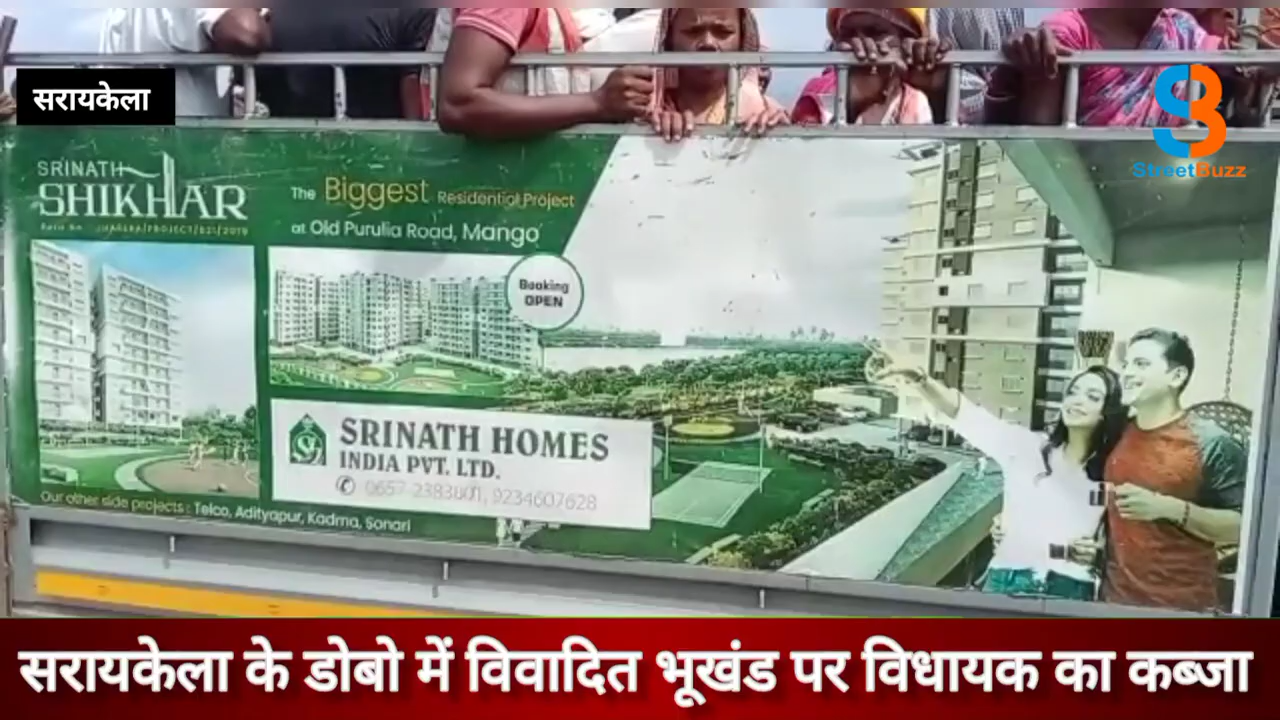 सरायकेला
StreetBuzz
SRINATH
SHIKHAR
The Biggest Residential Project
at Old Purulia Road, Mango
Booking
OPEN
SRINATH HOMES
INDIA PVT. LTD.
9234607628
Our other side projects : Telco, Adityapur, Kadma, Sonari
सरायकेला के डोबो में विवादित भूखंड पर विधायक का कब्जा